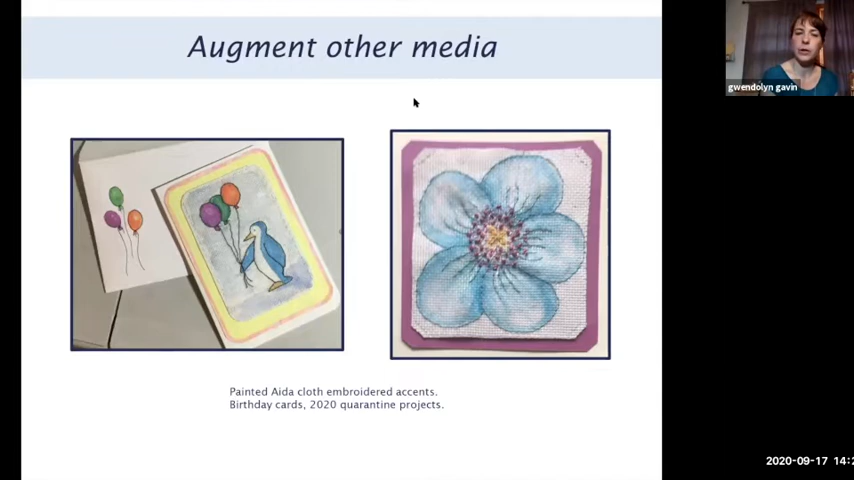 Augment other media
gwendolyn gavin
Painted Aida cloth embroidered accents.
Birthday cards, 2020 quarantine projects.
2020-09-17 14:2